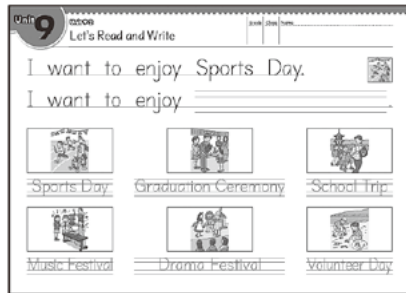 Unit 9
Let's Read and Write
I want to enjoy Sports Day.
I want to enjoy .
Sports Day Graduation Ceremony School Trip
Music Festival Drama Festival Volunteer Day